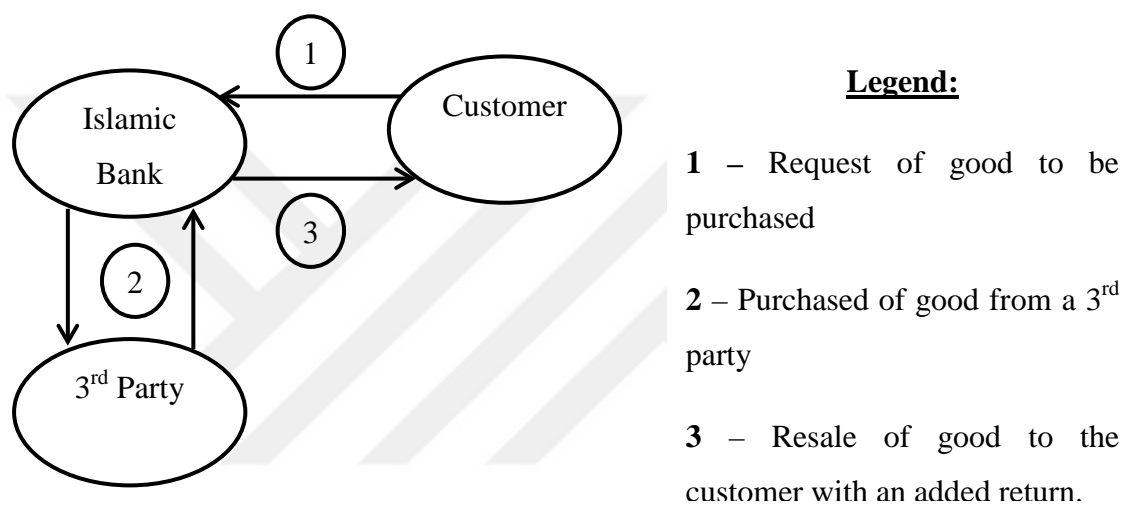 1
Islamic
Bank
Customer
3
2
3rd Party
Legend:
1 – Request of good to be
purchased
2 – Purchased of good from a 3rd
party
3 – Resale of good to the
customer with an added return.